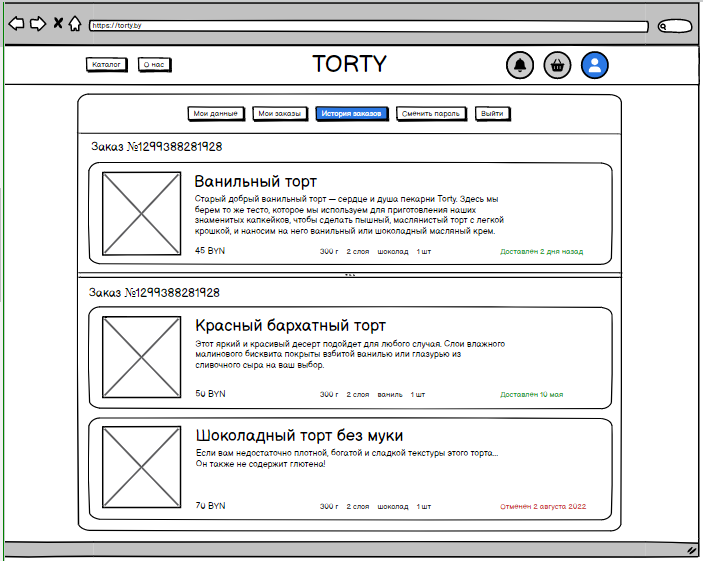 https://torty.by
Каталог
О нас
TORTY
Мои данные
Мои заказы
История заказов
Сменить пароль
Выйти
Заказ №1299388281928
Ванильный торт
Старый добрый ванильный торт — сердце и душа пекарни Torty. Здесь мы
берем то же тесто, которое мы используем для приготовления наших
знаменитых капкейков, чтобы сделать пышный, маслянистый торт с легкой
крошкой, и наносим на него ванильный или шоколадный масляный крем.
45 BYN
300 г 2 слоя шоколад 1 шт
Доставлен 2 дня назад
Заказ №1299388281928
Красный бархатный торт
Этот яркий и красивый десерт подойдет для любого случая. Слои влажного
малинового бисквита покрыты взбитой ванилью или глазурью из
сливочного сыра на ваш выбор.
50 BYN
300 г 2 слоя ваниль 1 шт
Доставлен 10 мая
Шоколадный торт без муки
Если вам недостаточно плотной, богатой и сладкой текстуры этого торта...
Он также не содержит глютена!
70 BYN
300 г 2 слоя шоколад 1 шт
Отменён 2 августа 2022